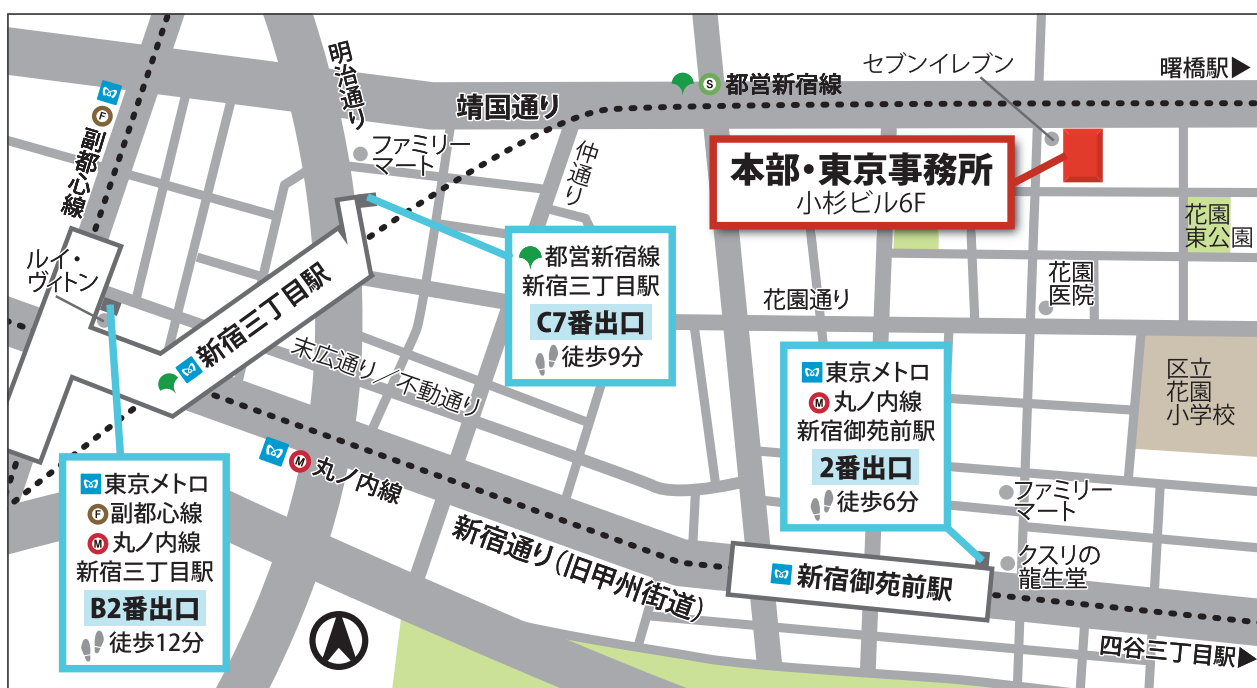 明治通り
靖国通り
S
都営新宿線
セブンイレブン
曙橋駅▶
F
副都心線
ファミリー
マート
仲通り
本部・東京事務所
小杉ビル6F
花園
東公園
ルイ・
ヴィトン
新宿三丁目駅
都営新宿線
新宿三丁目駅
C7番出口
徒歩9分
花園通り
花園
医院
末広通り／不動通り
東京メトロ
M
丸ノ内線
新宿御苑前駅
2番出口
徒歩6分
区立
花園
小学校
M
丸ノ内線
東京メトロ
F
副都心線
M
丸ノ内線
新宿三丁目駅
B2番出口
徒歩12分
新宿通り（旧甲州街道）
ファミリー
マート
クスリの
龍生堂
新宿御苑前駅
四谷三丁目駅▶